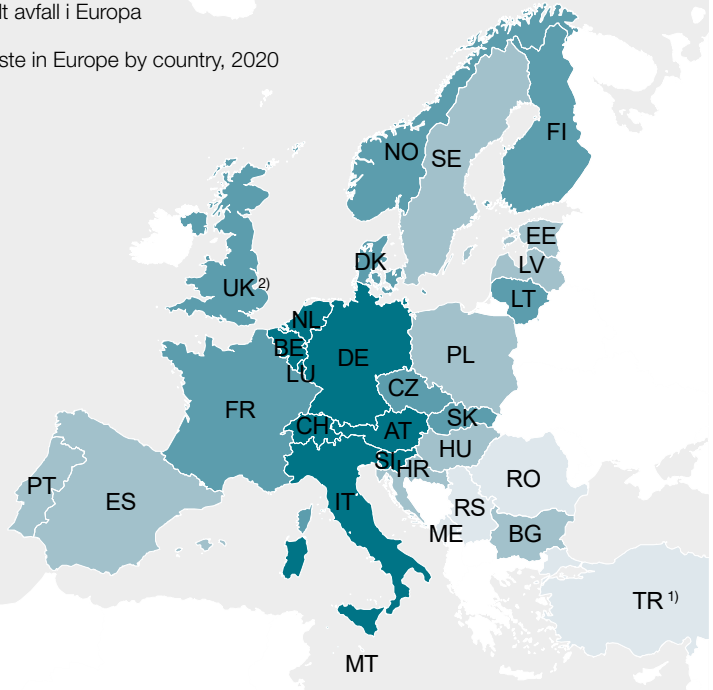 lt avfall i Europa
ste in Europe by country, 2020
FI
NO
SE
EE
LV
DK
LT
UK 2)
NL
BE
DE
PL
LU
CZ
FR
SK
CH
AT
HU
SI
HR
RO
PT
ES
IT
RS
ME
BG
TR 1)
MT